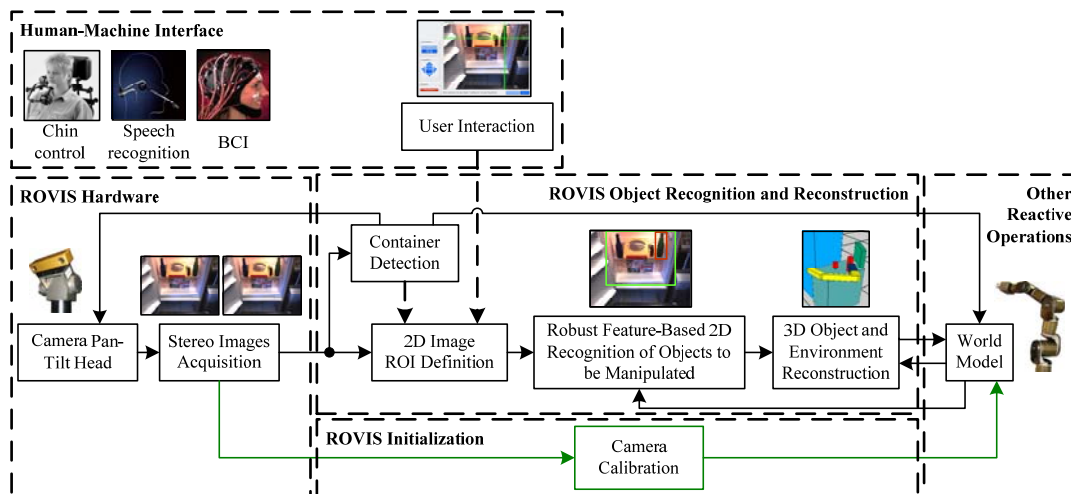 Human-Machine Interface
Chin
control
Speech
recognition
BCI
User Interaction
ROVIS Hardware
ROVIS Object Recognition and Reconstruction
Other
Reactive
Operations
Container
Detection
Camera Pan-
Tilt Head
Stereo Images
Acquisition
2D Image
ROI Definition
Robust Feature-Based 2D
Recognition of Objects to
be Manipulated
3D Object and
Environment
Reconstruction
World
Model
ROVIS Initialization
Camera
Calibration